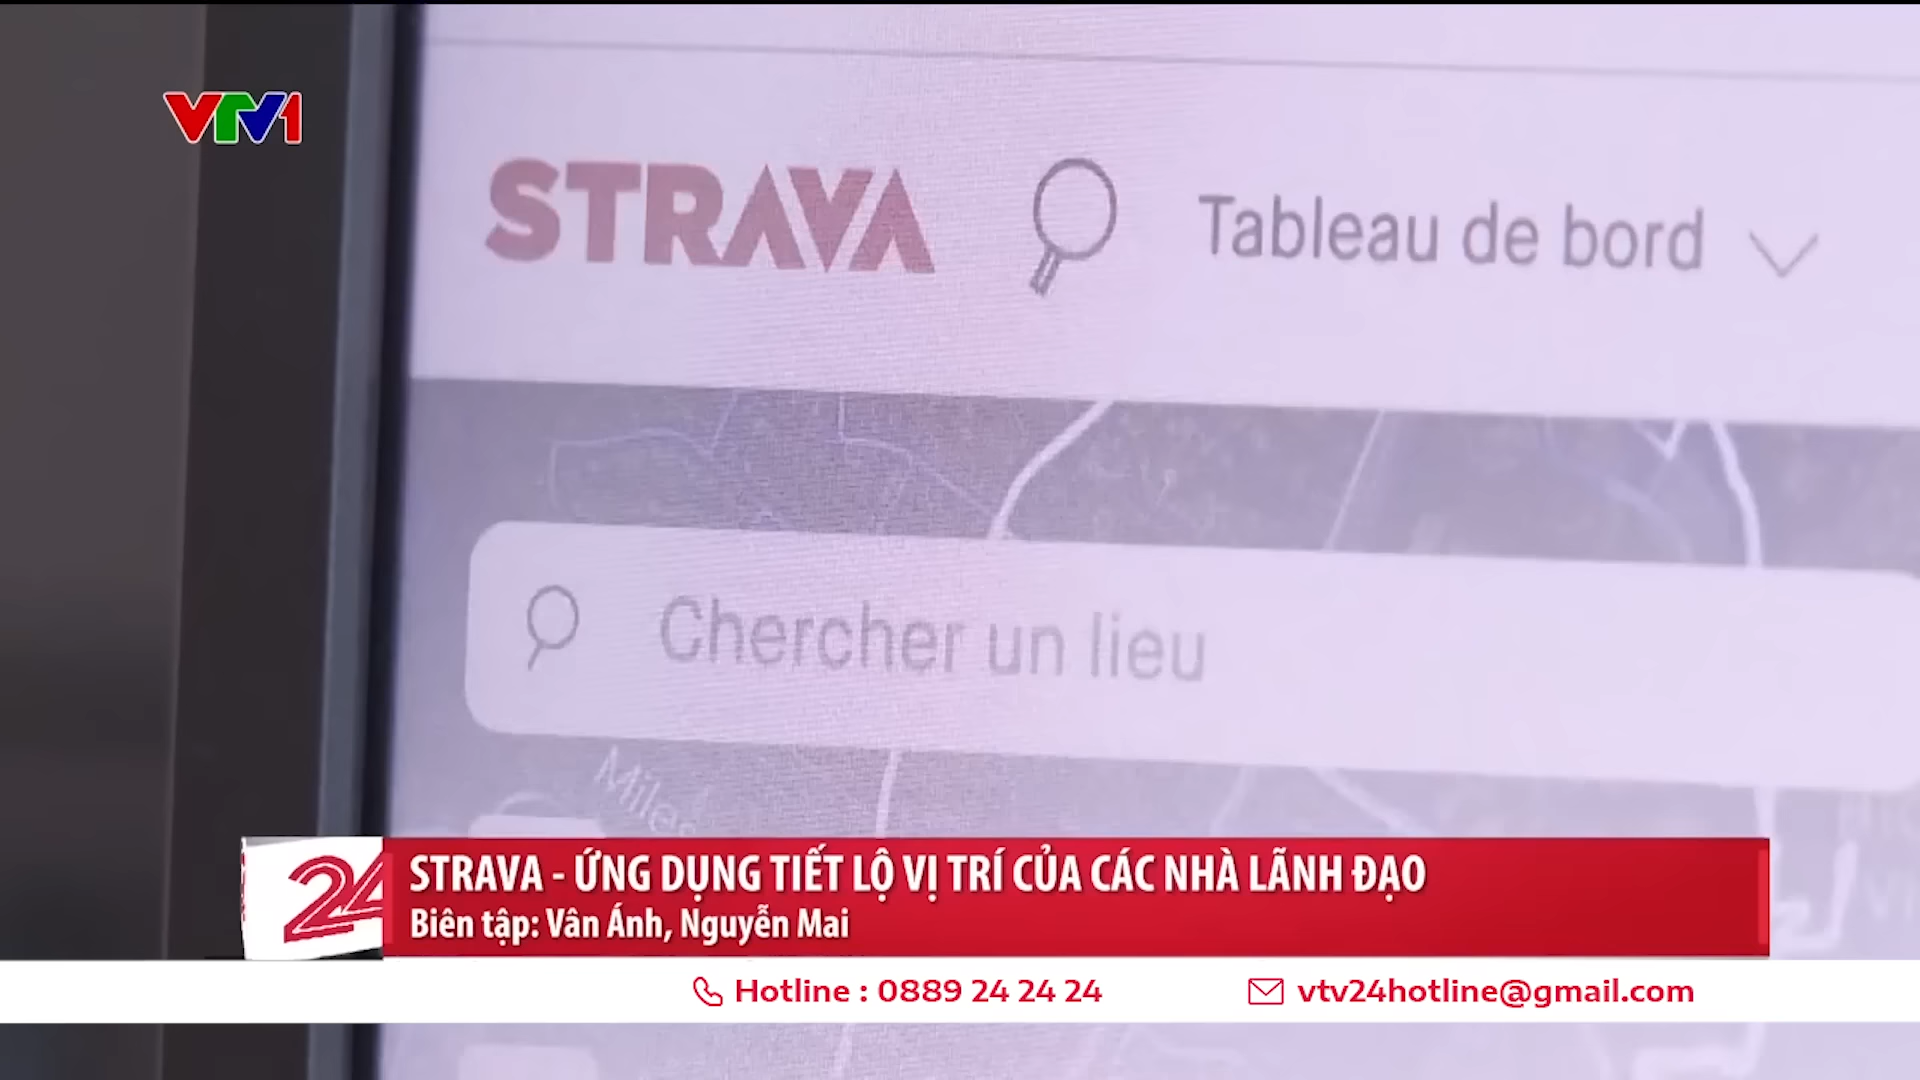 VTV1
STRAVA Tableau de bord
Chercher un lieu
24 STRAVA - ỨNG DỤNG TIẾT LỘ VỊ TRÍ CỦA CÁC NHÀ LÃNH ĐẠO
Biên tập: Vân Ánh, Nguyễn Mai
Hotline : 0889 24 24 24 vtv24hotline@gmail.com